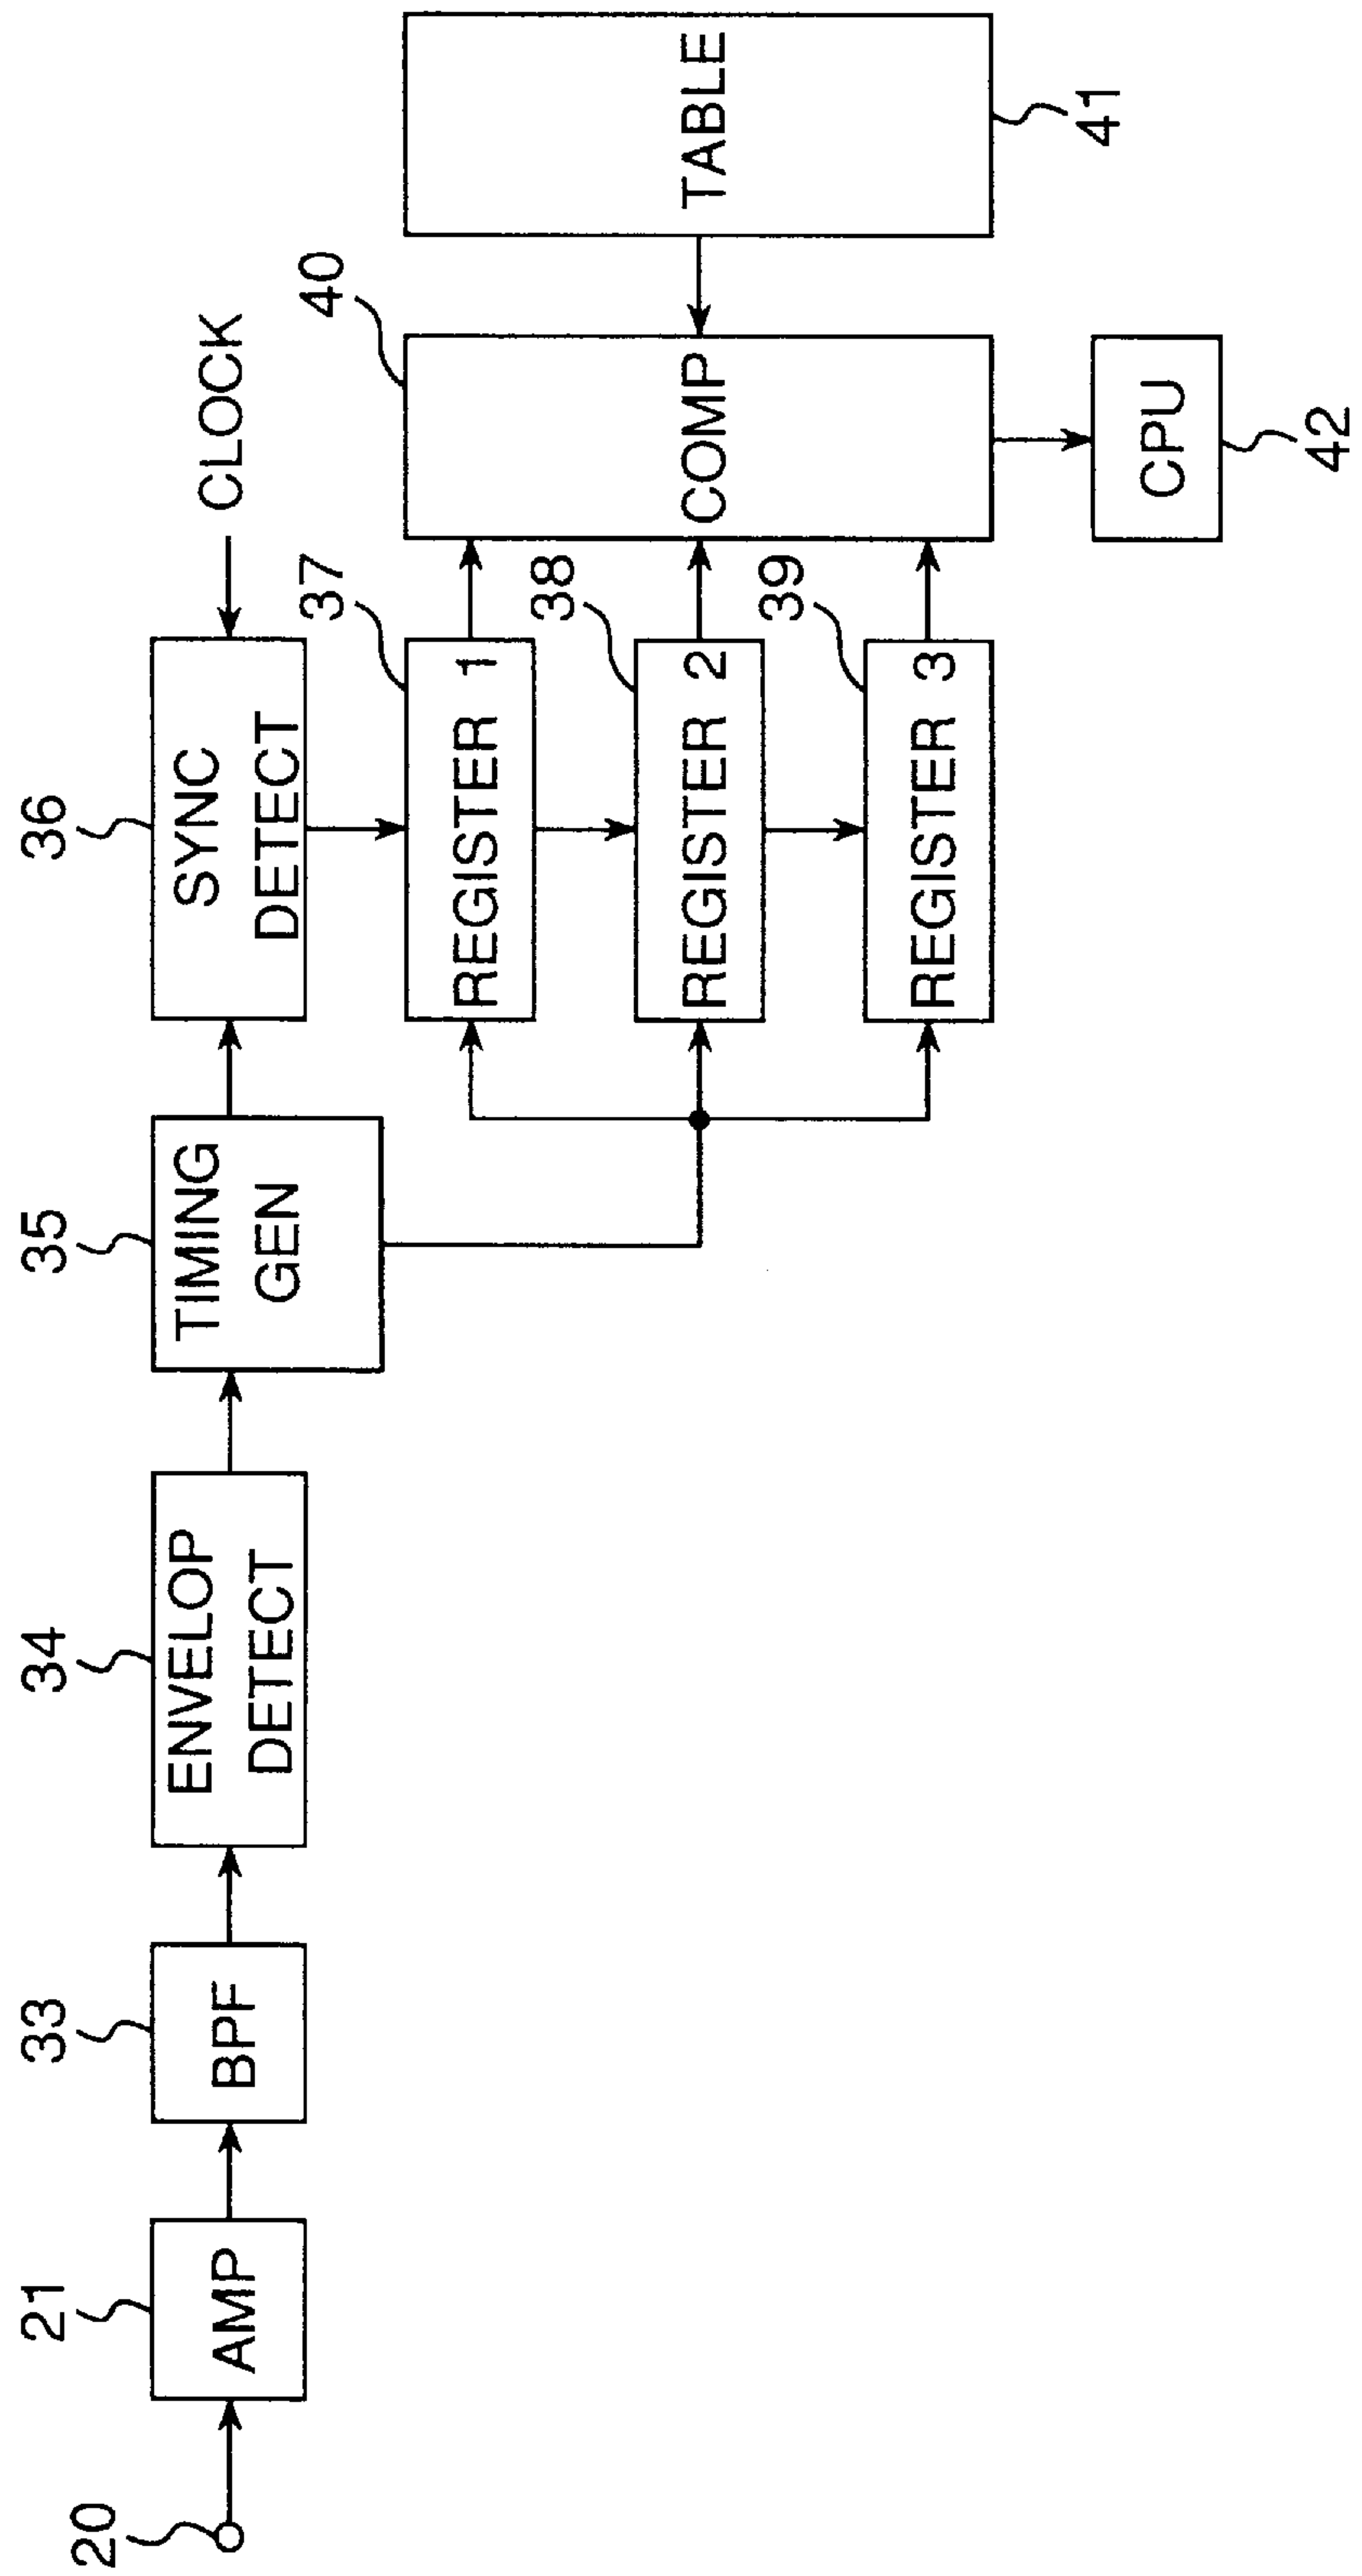 20
21
AMP
33
BPF
34
ENVELOP
DETECT
35
TIMING
GEN
36
SYNC
DETECT
CLOCK
37
REGISTER 1
38
REGISTER 2
39
REGISTER 3
40
COMP
TABLE
41
CPU
42